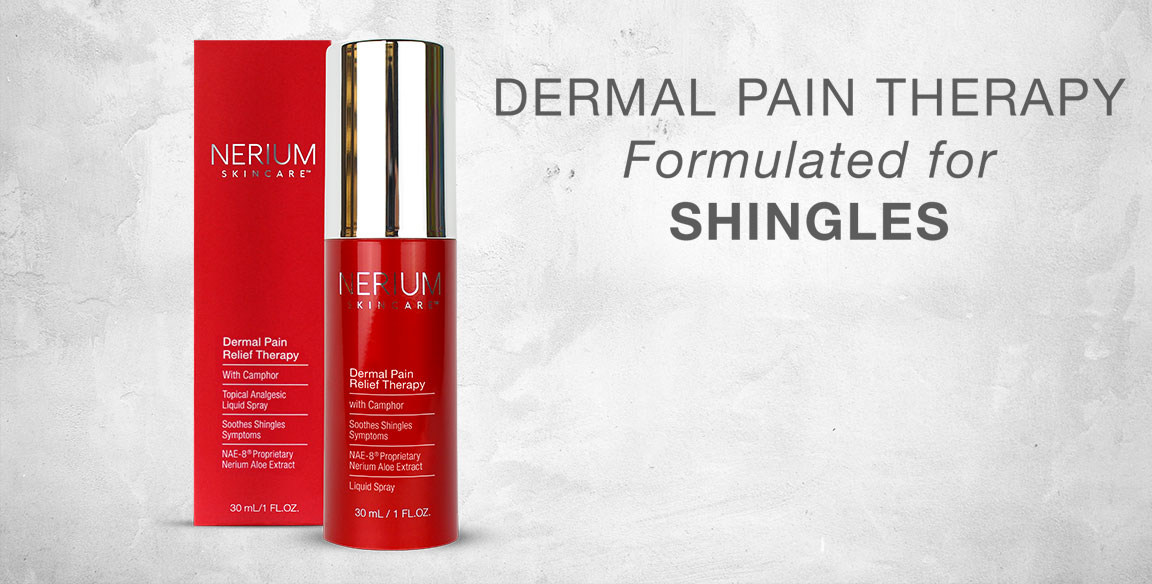 NERIUM
SKINCARE™
Dermal Pain
Relief Therapy
With Camphor
Topical Analgesic
Liquid Spray
Soothes Shingles
Symptoms
NAE-8® Proprietary
Nerium Aloe Extract
30 mL/1 FL.OZ.
NERIUM
SKINCARE™
Dermal Pain
Relief Therapy
with Camphor
Soothes Shingles
Symptoms
NAE-8® Proprietary
Nerium Aloe Extract
Liquid Spray
30 mL / 1 FL.OZ.
DERMAL PAIN THERAPY
Formulated for
SHINGLES